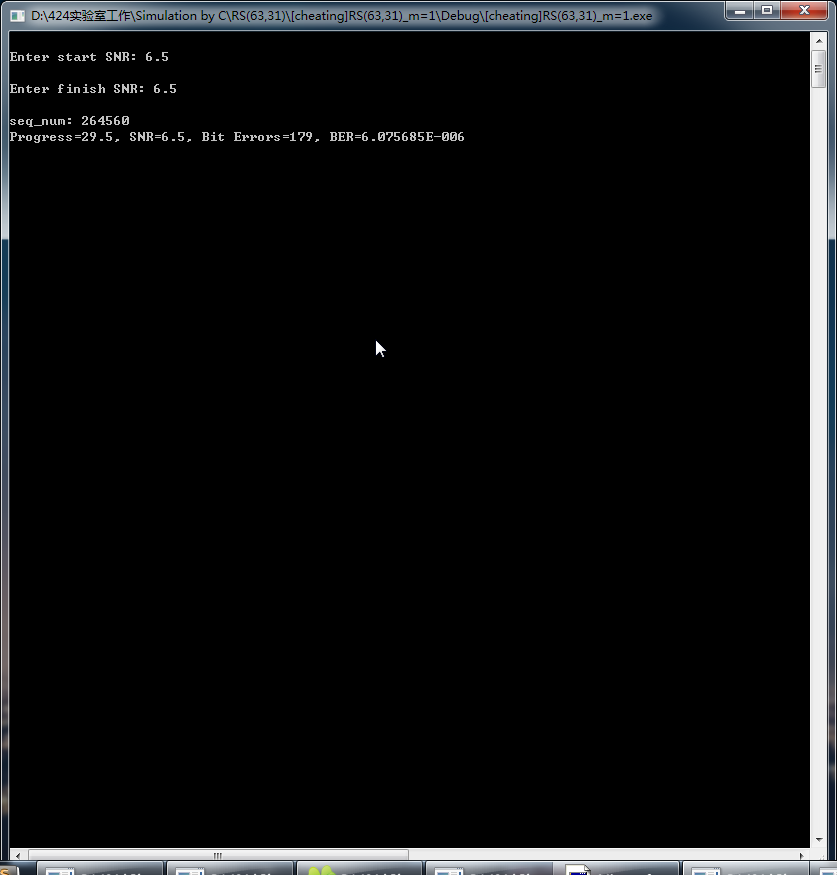 D:\424实验室工作\Simulation by C\RS(63,31)\[cheating]RS(63,31)_m=1\Debug\[cheating]RS(63,31)_m=1.exe
Enter start SNR: 6.5
Enter finish SNR: 6.5
seq_num: 264560
Progress=29.5, SNR=6.5, Bit Errors=179, BER=6.075685E-006